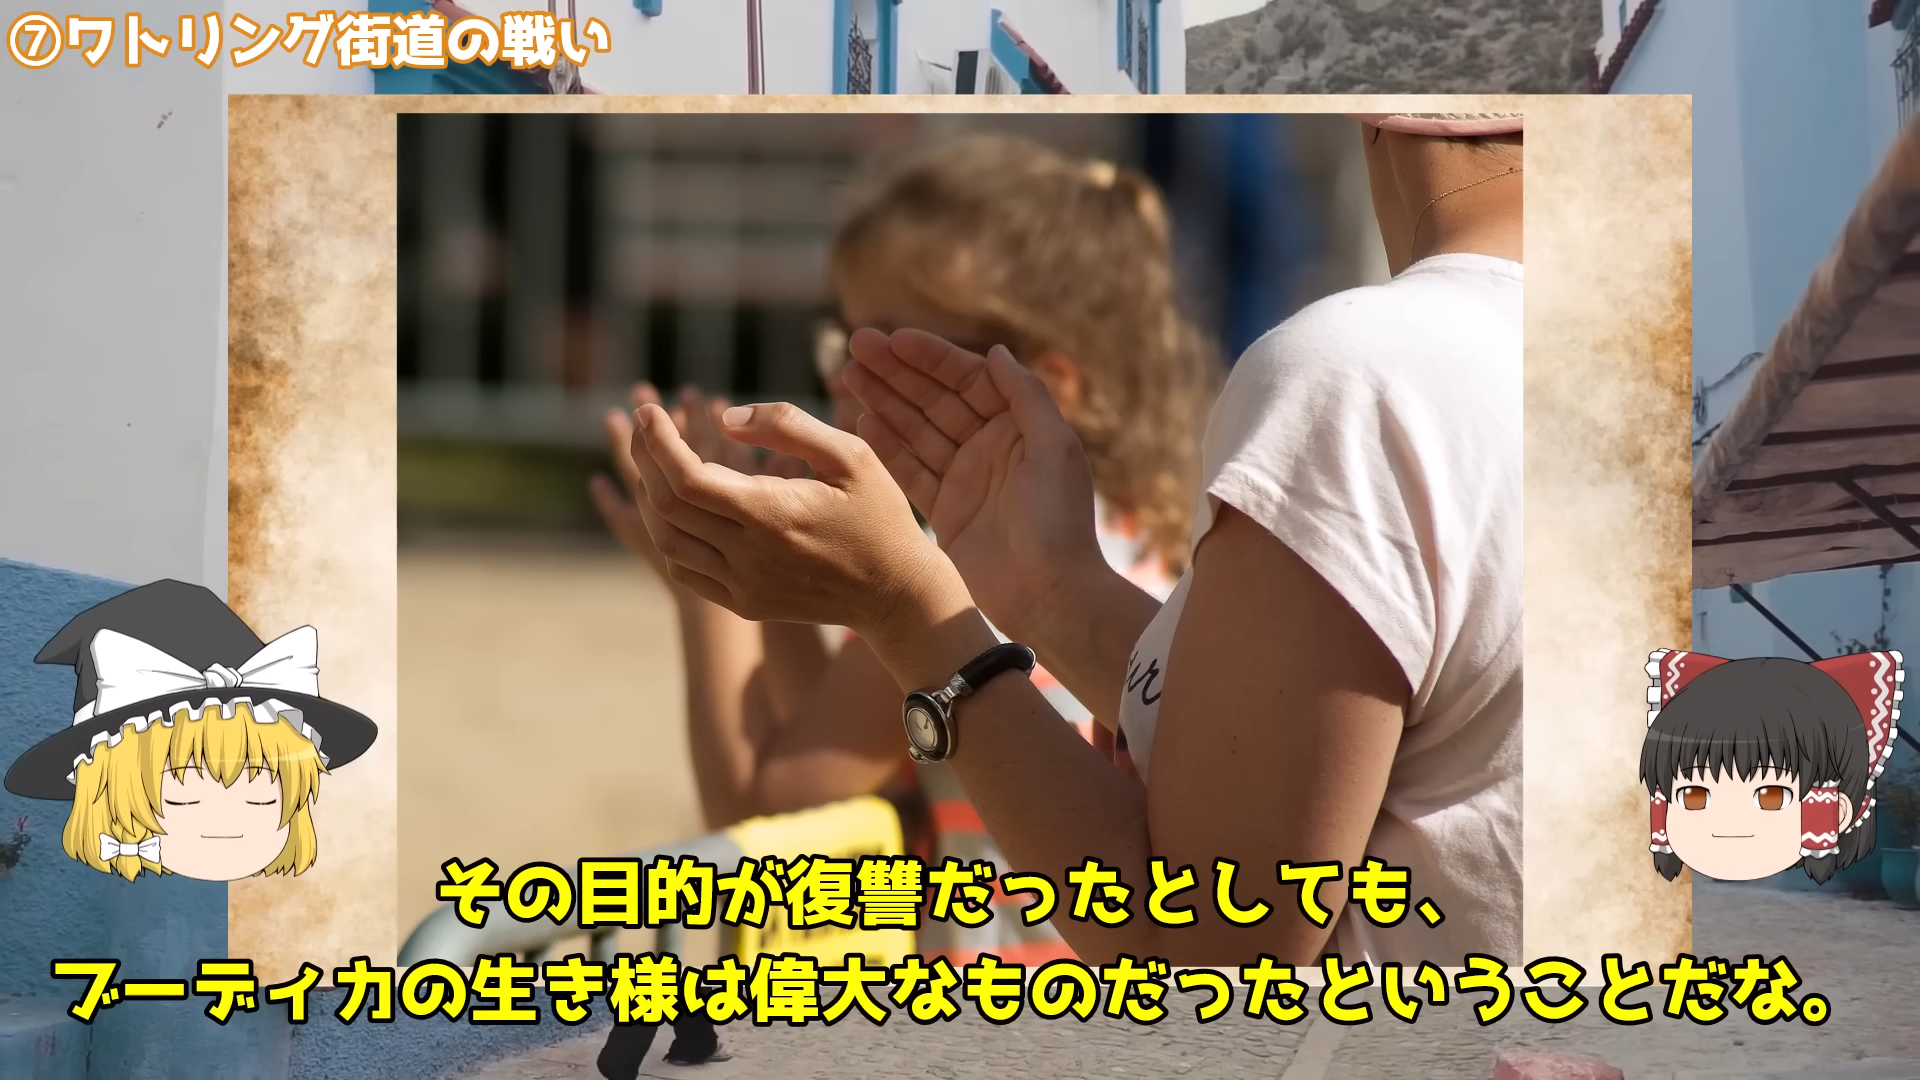 ⑦ワトリング街道の戦い
その目的が復讐だったとしても、
ブーディカの生き様は偉大なものだったということだな。